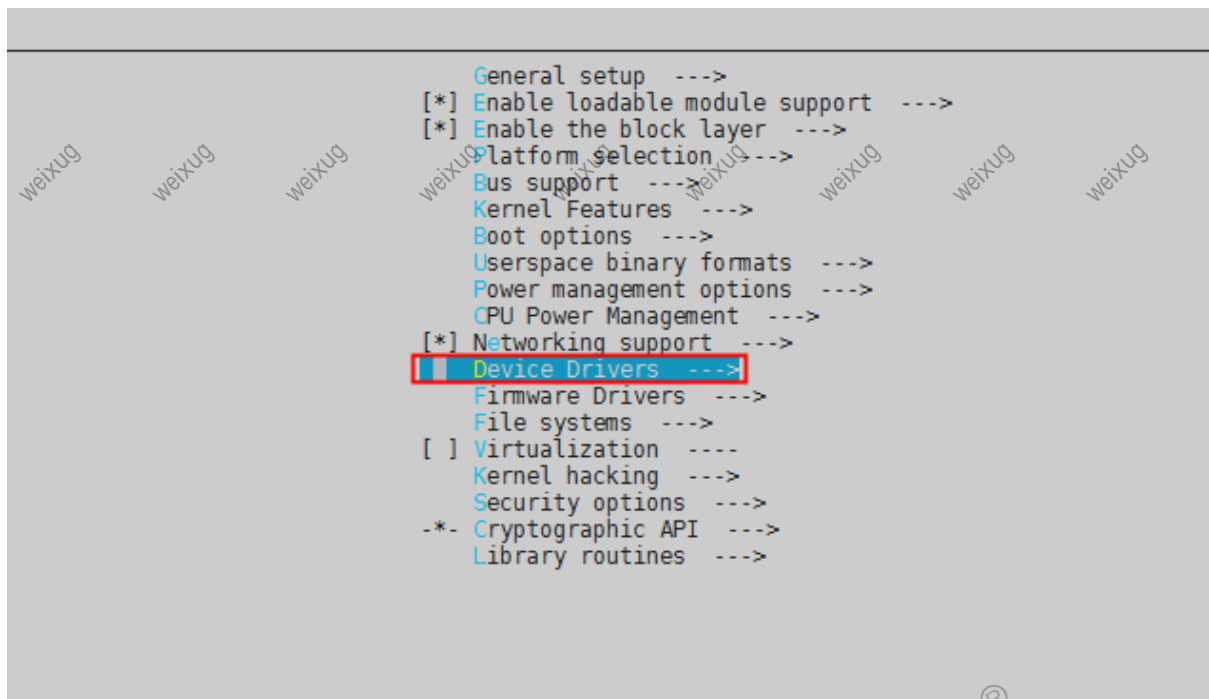 General setup  --->
[*] Enable loadable module support  --->
[*] Enable the block layer  --->
Platform selection  --->
Bus support  --->
Kernel Features  --->
Boot options  --->
Userspace binary formats  --->
Power management options  --->
CPU Power Management  --->
[*] Networking support  --->
Device Drivers  --->
Firmware Drivers  --->
File systems  --->
[ ] Virtualization  ----
Kernel hacking  --->
Security options  --->
-*- Cryptographic API  --->
Library routines  --->
weixug weixug weixug weixug weixug weixug weixug weixug weixug